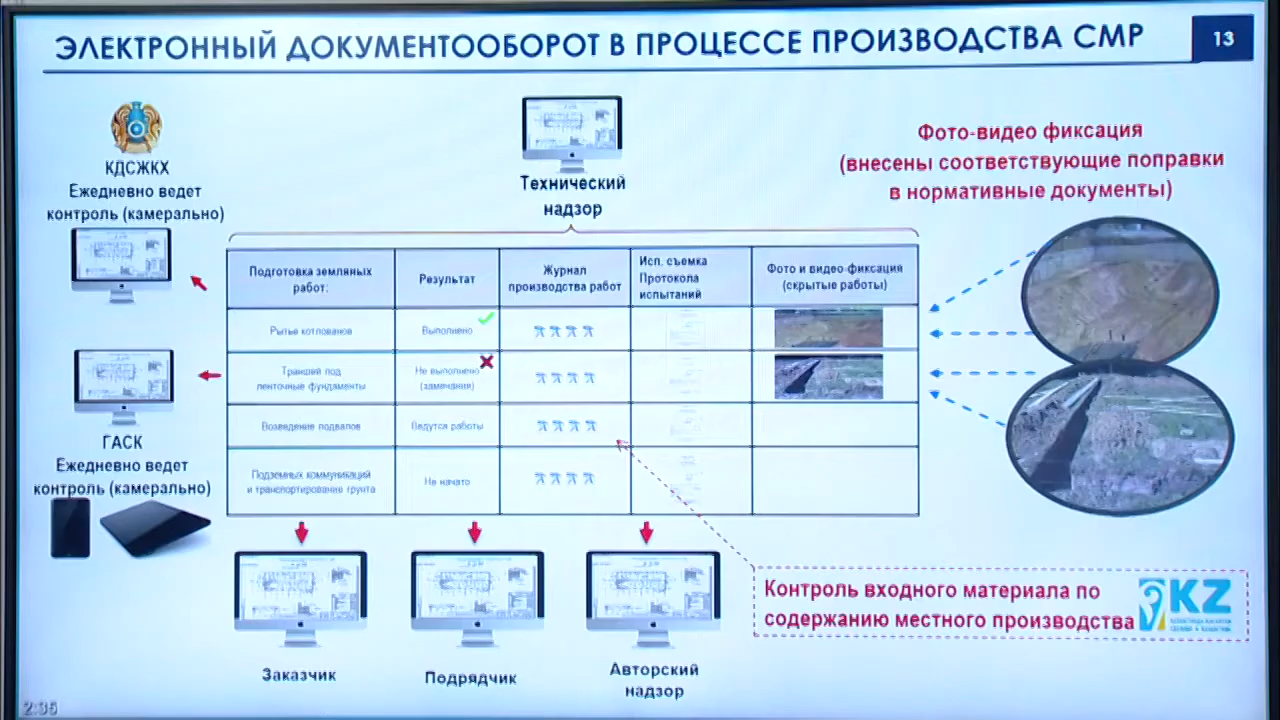 ЭЛЕКТРОННЫЙ ДОКУМЕНТООБОРОТ В ПРОЦЕССЕ ПРОИЗВОДСТВА СМР
13
КДСЖКХ
Ежедневно ведет
контроль (камерально)
Технический
надзор
Фото-видео фиксация
(внесены соответствующие поправки
в нормативные документы)
Подготовка земляных
работ:
Результат
Журнал
производства работ
Исп. съемка
Протокола
испытаний
Фото и видео-фиксация
(скрытые работы)
Рытье котлованов
Выполнено
Траншей под
ленточные фундаменты
Не выполнено
(замечания)
Возведение подвалов
Ведутся работы
Подземных коммуникаций
и транспортирование грунта
Не начато
ГАСК
Ежедневно ведет
контроль (камерально)
Заказчик
Подрядчик
Авторский
надзор
Контроль входного материала по
содержанию местного производства
KZ
2:35